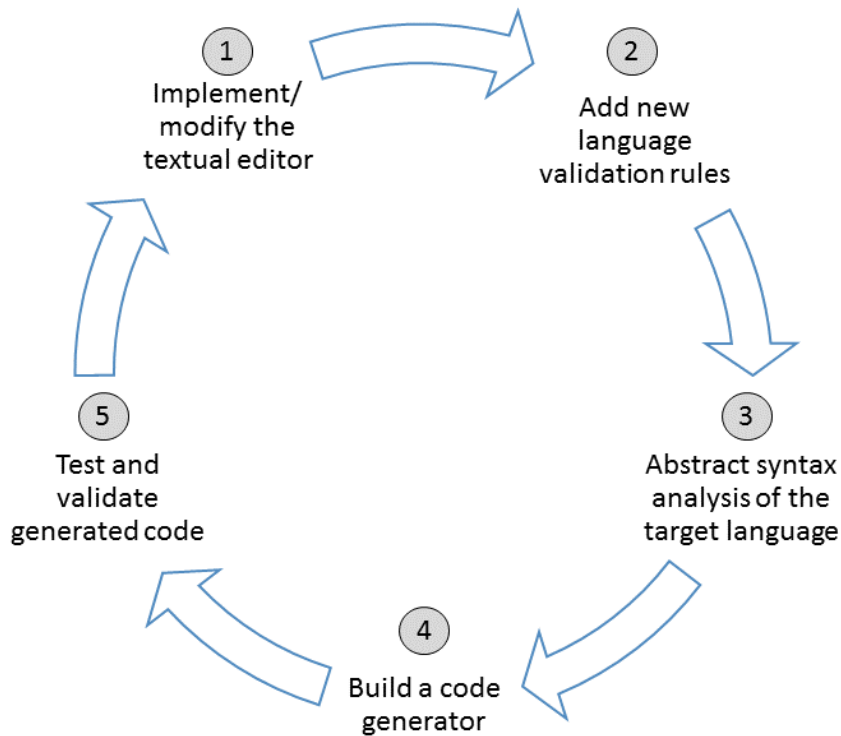 1
Implement/
modify the
textual editor
2
Add new
language
validation rules
3
Abstract syntax
analysis of the
target language
4
Build a code
generator
5
Test and
validate
generated code